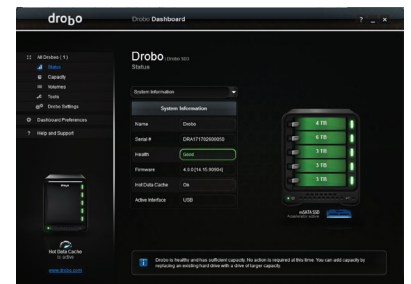 drobo
Drobo Dashboard
? _ ×
All Drobos ( 1 )
Status
Capacity
Volumes
Tools
Drobo Settings
Dashboard Preferences
? Help and Support
Drobo
Status
System Information
System Information
Name Drobo
Serial # DRA171702600050
Health Good
Firmware
Hot Data Cache On
Active Interface USB
4 TB
6 TB
3 TB
3 TB
3 TB
mSATA SSD
Accelerator active
drobo
Hot Data Cache
is active
www.drobo.com
Drobo is healthy and has sufficient capacity. No action is required at this time. You can add capacity by
replacing an existing hard drive with a drive of larger capacity.